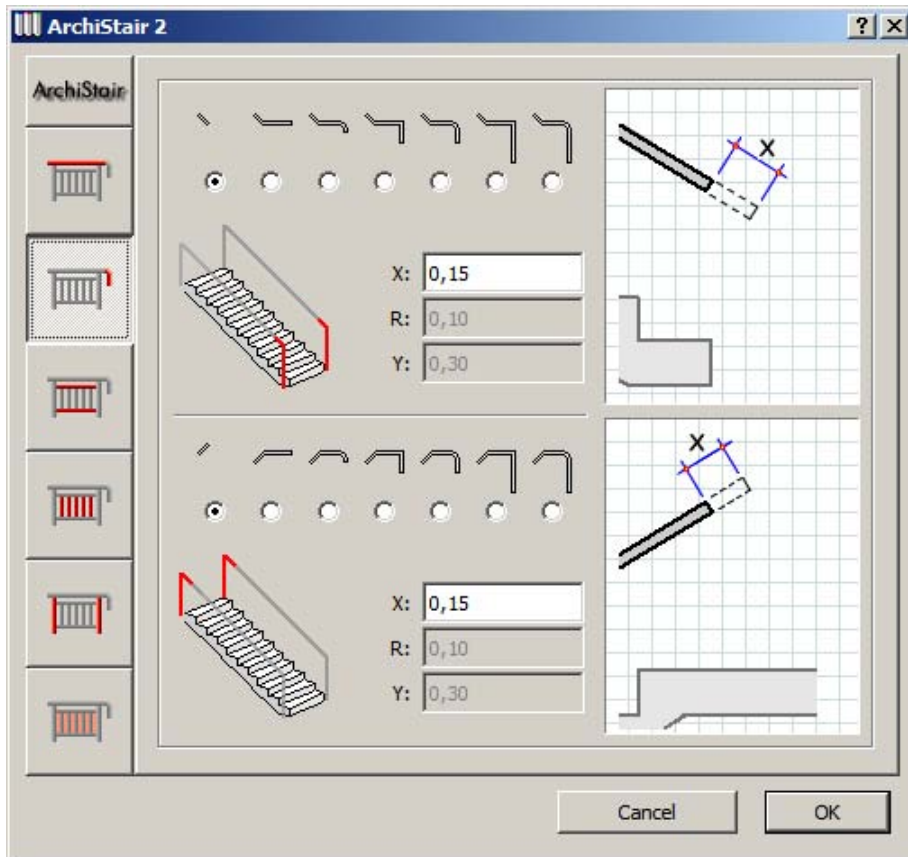 ArchiStair 2
ArchiStair
X: 0,15
R: 0,10
Y: 0,30
X
X: 0,15
R: 0,10
Y: 0,30
X
Cancel
OK